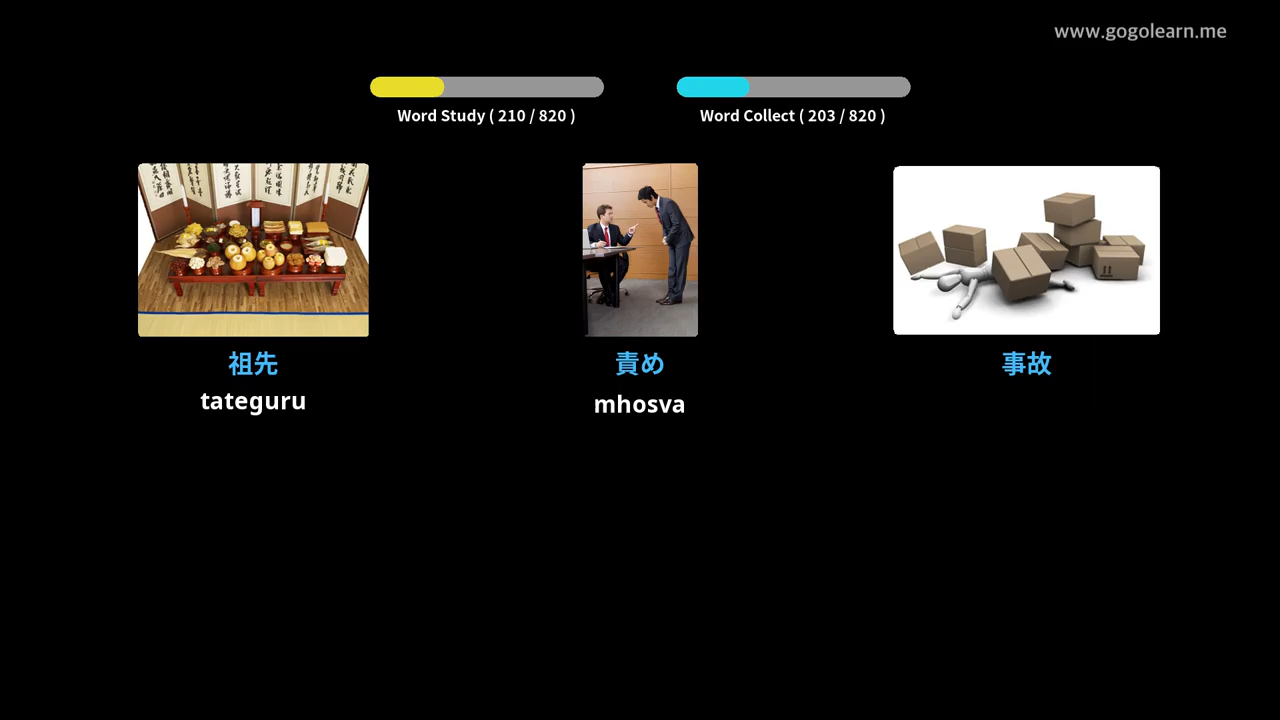 www.gogolearn.me
Word Study ( 210 / 820 )
Word Collect ( 203 / 820 )
祖先
責め
事故
tateguru
mhosva